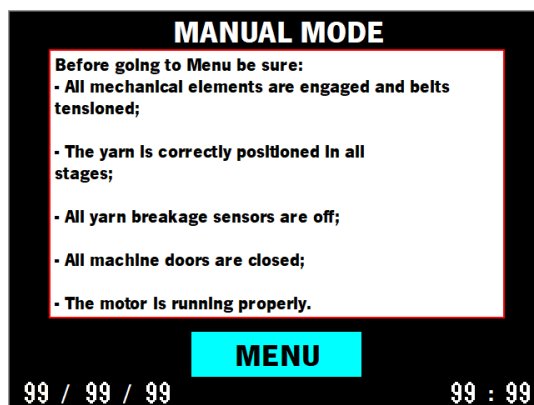 MANUAL MODE
Before going to Menu be sure:
- All mechanical elements are engaged and belts
tensioned;
- The yarn is correctly positioned in all
stages;
- All yarn breakage sensors are off;
- All machine doors are closed;
- The motor is running properly.
MENU
99 / 99 / 99 99 : 99